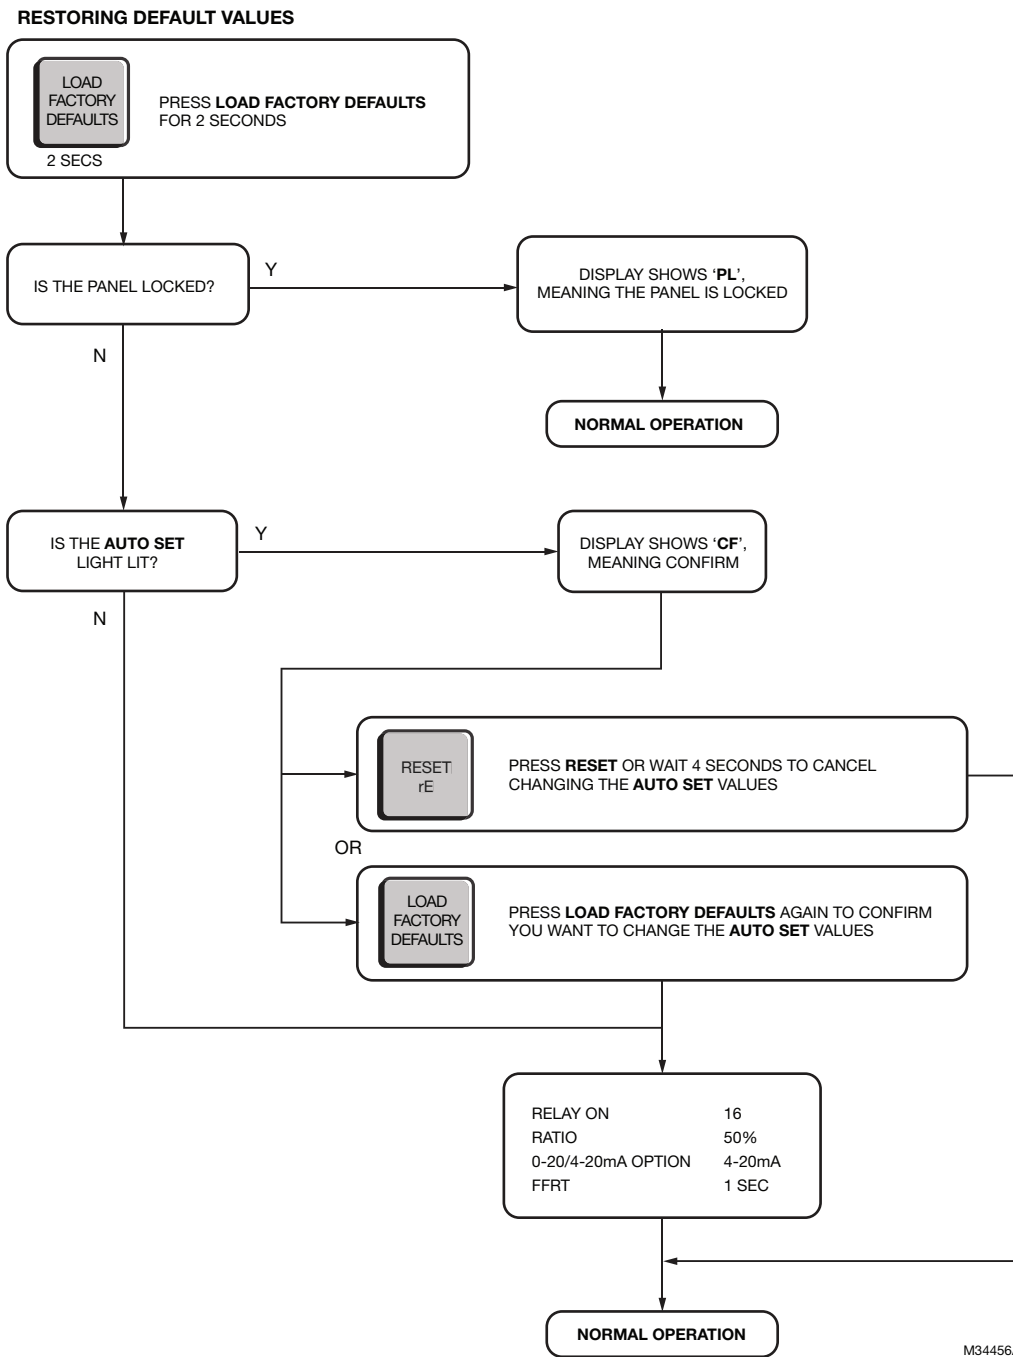 RESTORING DEFAULT VALUES
LOAD
FACTORY
DEFAULTS
2 SECS
PRESS LOAD FACTORY DEFAULTS
FOR 2 SECONDS
IS THE PANEL LOCKED?
Y
DISPLAY SHOWS ‘PL’,
MEANING THE PANEL IS LOCKED
N
NORMAL OPERATION
IS THE AUTO SET
LIGHT LIT?
Y
DISPLAY SHOWS ‘CF’,
MEANING CONFIRM
N
RESET
rE
PRESS RESET OR WAIT 4 SECONDS TO CANCEL
CHANGING THE AUTO SET VALUES
OR
LOAD
FACTORY
DEFAULTS
PRESS LOAD FACTORY DEFAULTS AGAIN TO CONFIRM
YOU WANT TO CHANGE THE AUTO SET VALUES
RELAY ON 16
RATIO 50%
0-20/4-20mA OPTION 4-20mA
FFRT 1 SEC
NORMAL OPERATION
M34456